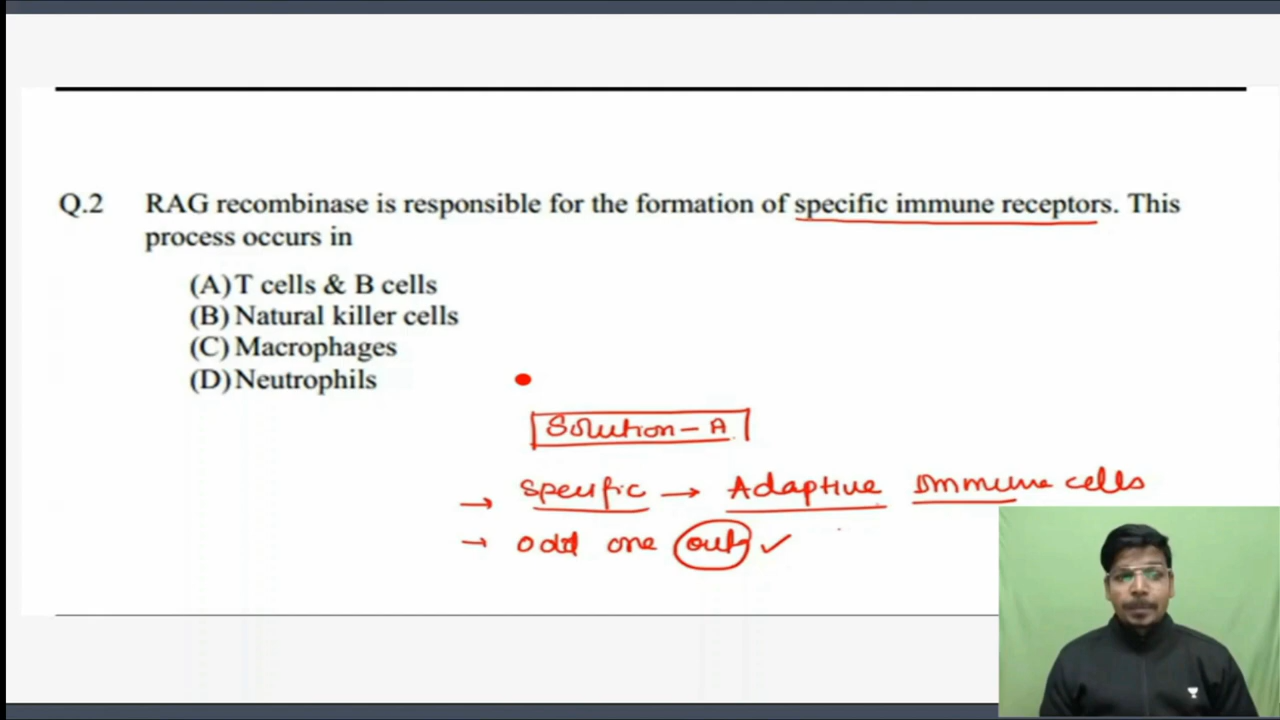 Q.2 RAG recombinase is responsible for the formation of specific immune receptors. This
process occurs in
(A) T cells & B cells
(B) Natural killer cells
(C) Macrophages
(D) Neutrophils
Solution - A
→ Specific → Adaptive Immune cells
→ odd one out ✓